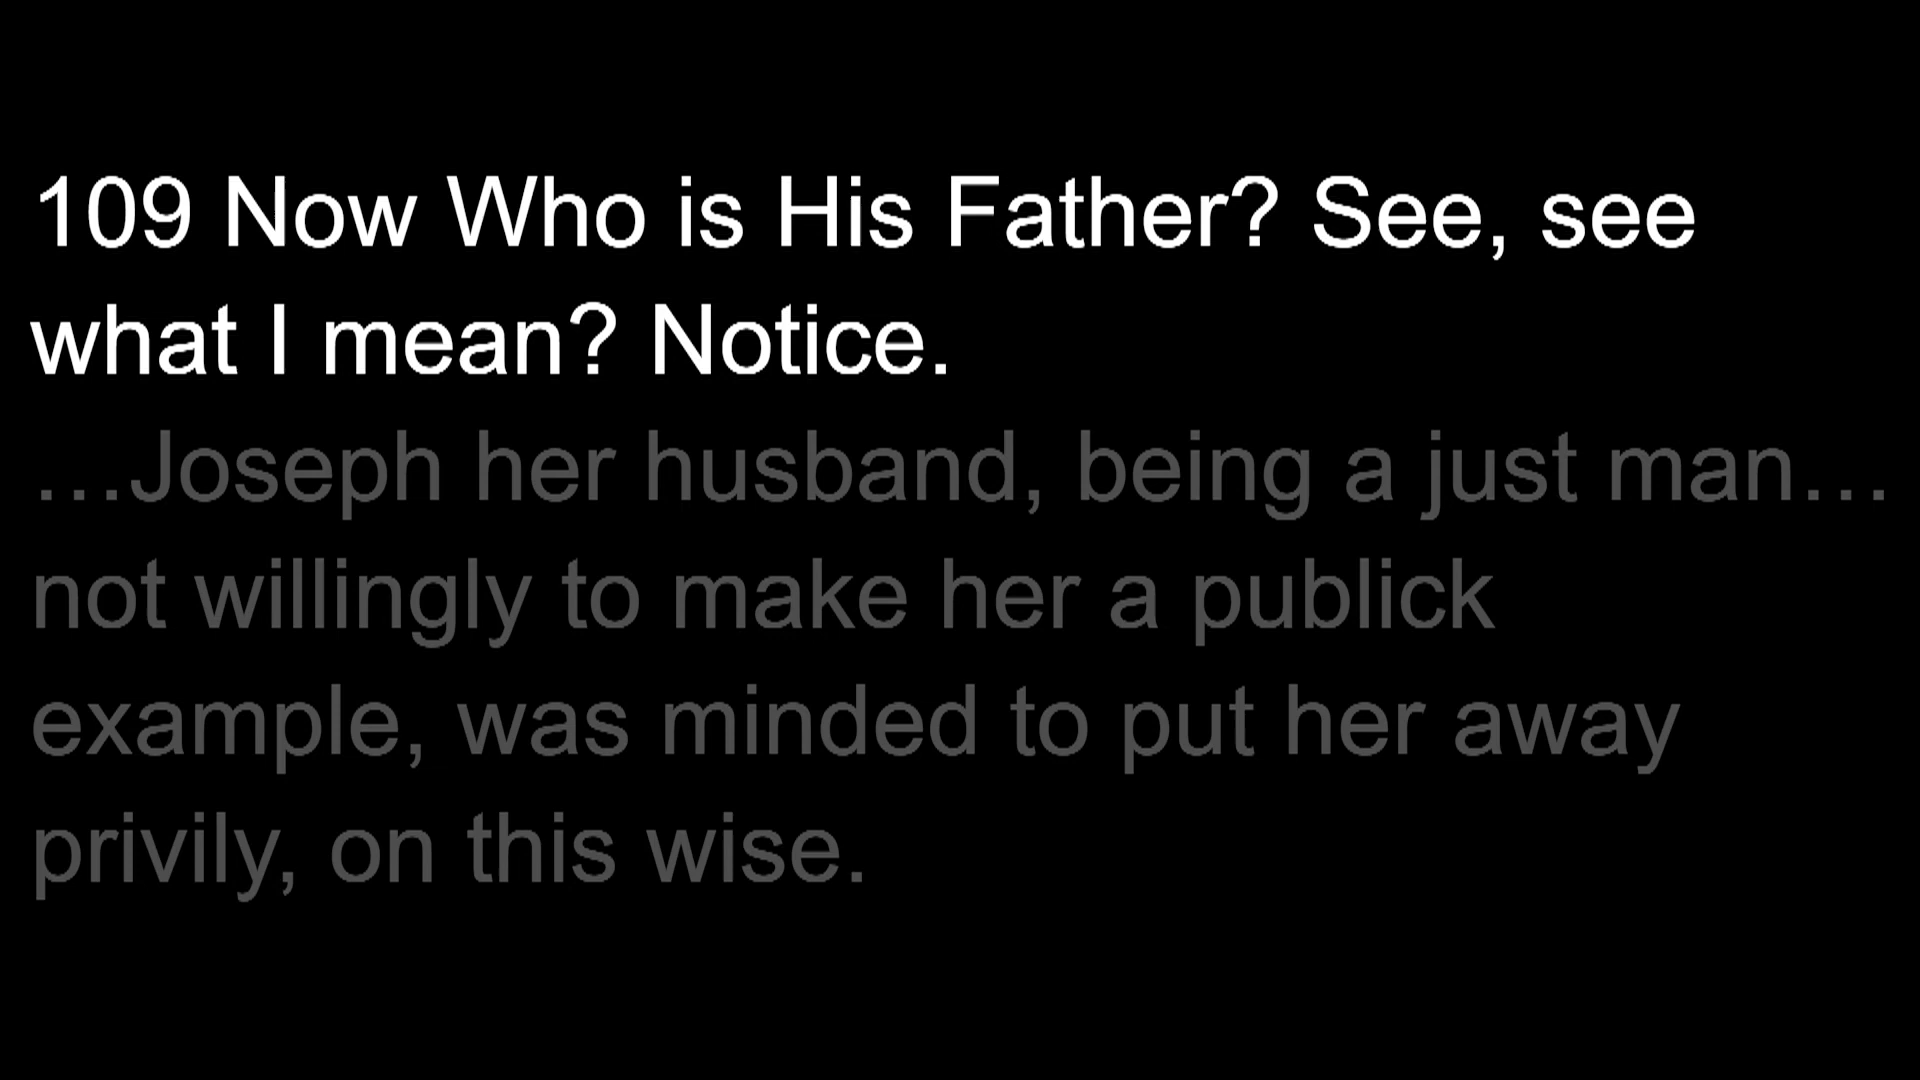 109 Now Who is His Father? See, see
what I mean? Notice.
…Joseph her husband, being a just man…
not willingly to make her a publick
example, was minded to put her away
privily, on this wise.